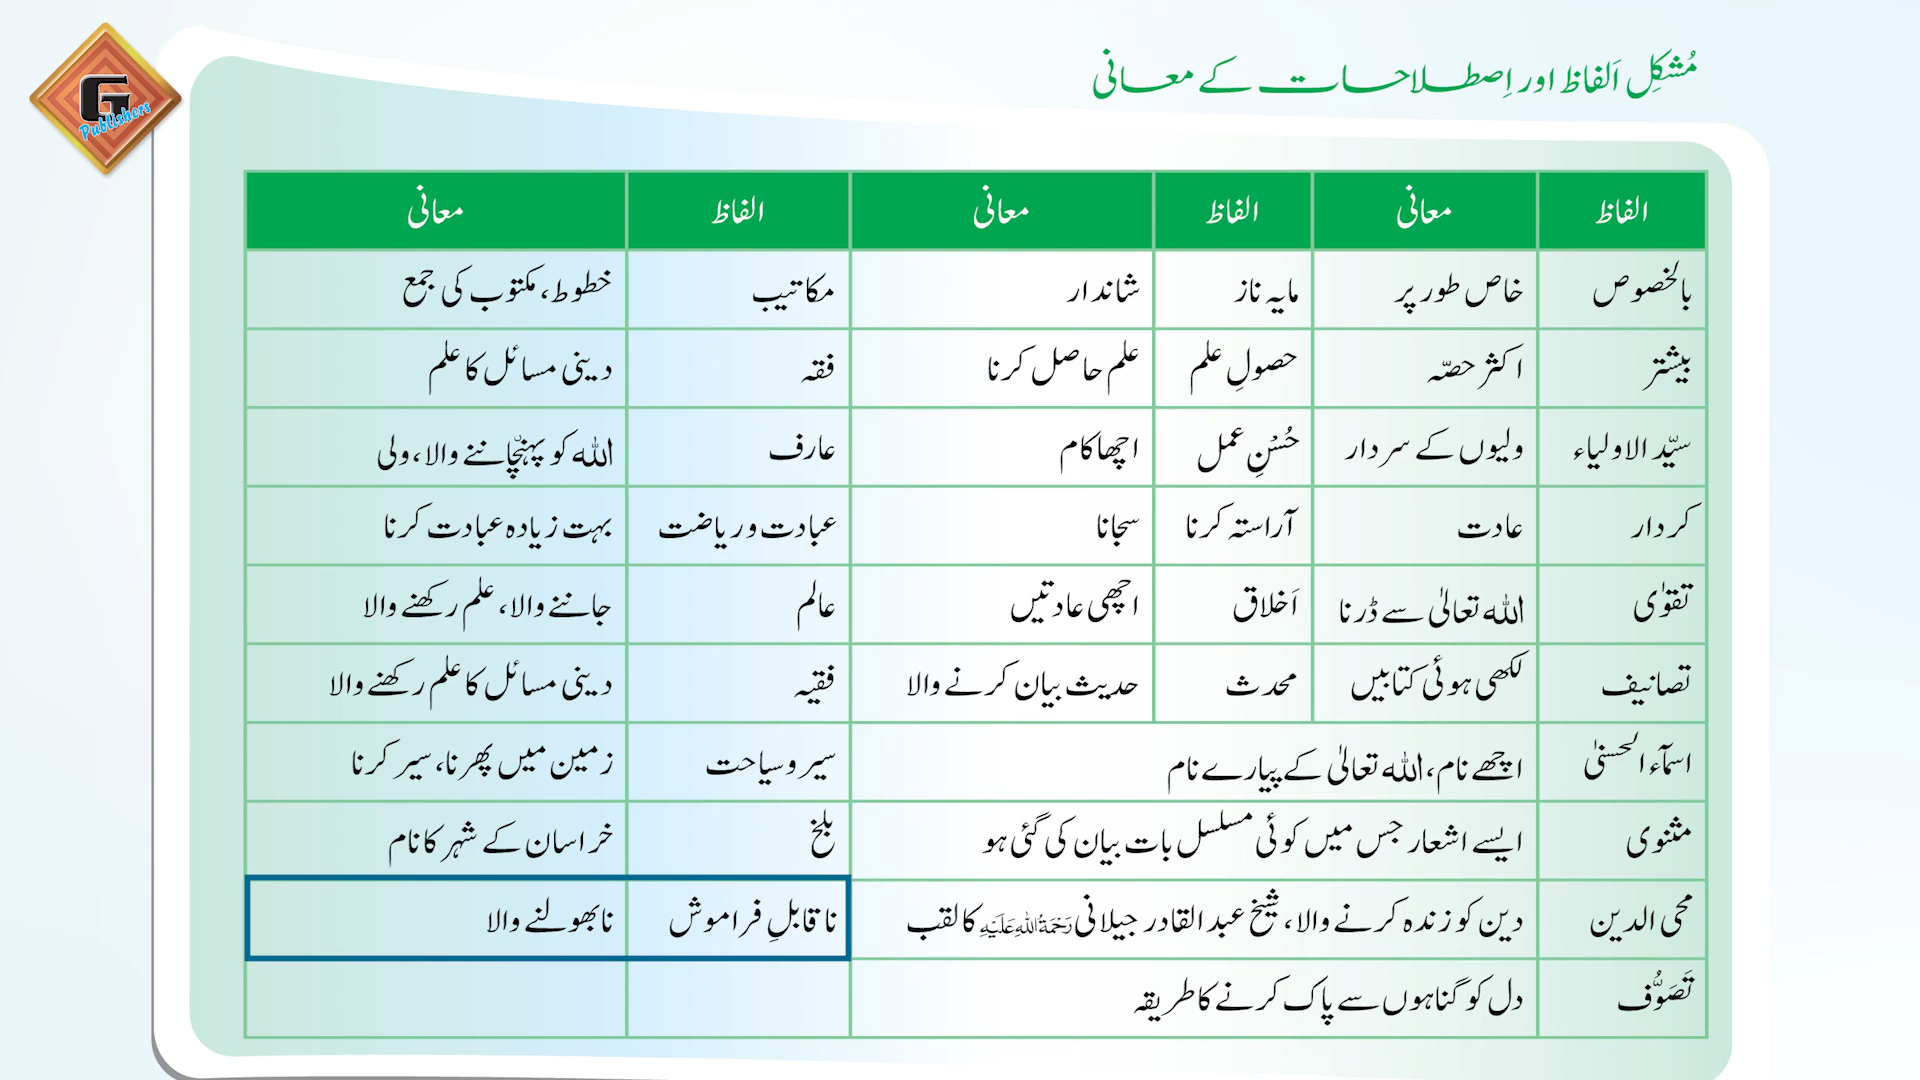 G
Publishers
مُشکِل اَلفاظ اور اِصطلاحات کے معانی
الفاظ معانی الفاظ معانی الفاظ معانی
بالخصوص خاص طور پر مایہ ناز شاندار مکاتیب خطوط، مکتوب کی جمع
بیشتر اکثر حصّہ حصولِ علم علم حاصل کرنا فقہ دینی مسائل کا علم
سیّد الاولیاء ولیوں کے سردار حُسْنِ عمل اچھا کام عارف اللہ کو پہنچاننے والا، ولی
کردار عادت آراستہ کرنا سجانا عبادت و ریاضت بہت زیادہ عبادت کرنا
تقوٰی اللہ تعالیٰ سے ڈرنا اَخلاق اچھی عادتیں عالم جاننے والا، علم رکھنے والا
تصانیف لکھی ہوئی کتابیں محدث حدیث بیان کرنے والا فقیہ دینی مسائل کا علم رکھنے والا
اسمآء الحسنیٰ اچھے نام، اللہ تعالیٰ کے پیارے نام سیر و سیاحت زمین میں پھرنا، سیر کرنا
مثنوی ایسے اشعار جس میں کوئی مسلسل بات بیان کی گئی ہو بلخ خراسان کے شہر کا نام
محی الدین دین کو زندہ کرنے والا، شیخ عبد القادر جیلانی رَحْمَةُ اللهِ عَلَيْهِ کا لقب ناقابلِ فراموش نا بھولنے والا
تَصَوُّف دل کو گناہوں سے پاک کرنے کا طریقہ